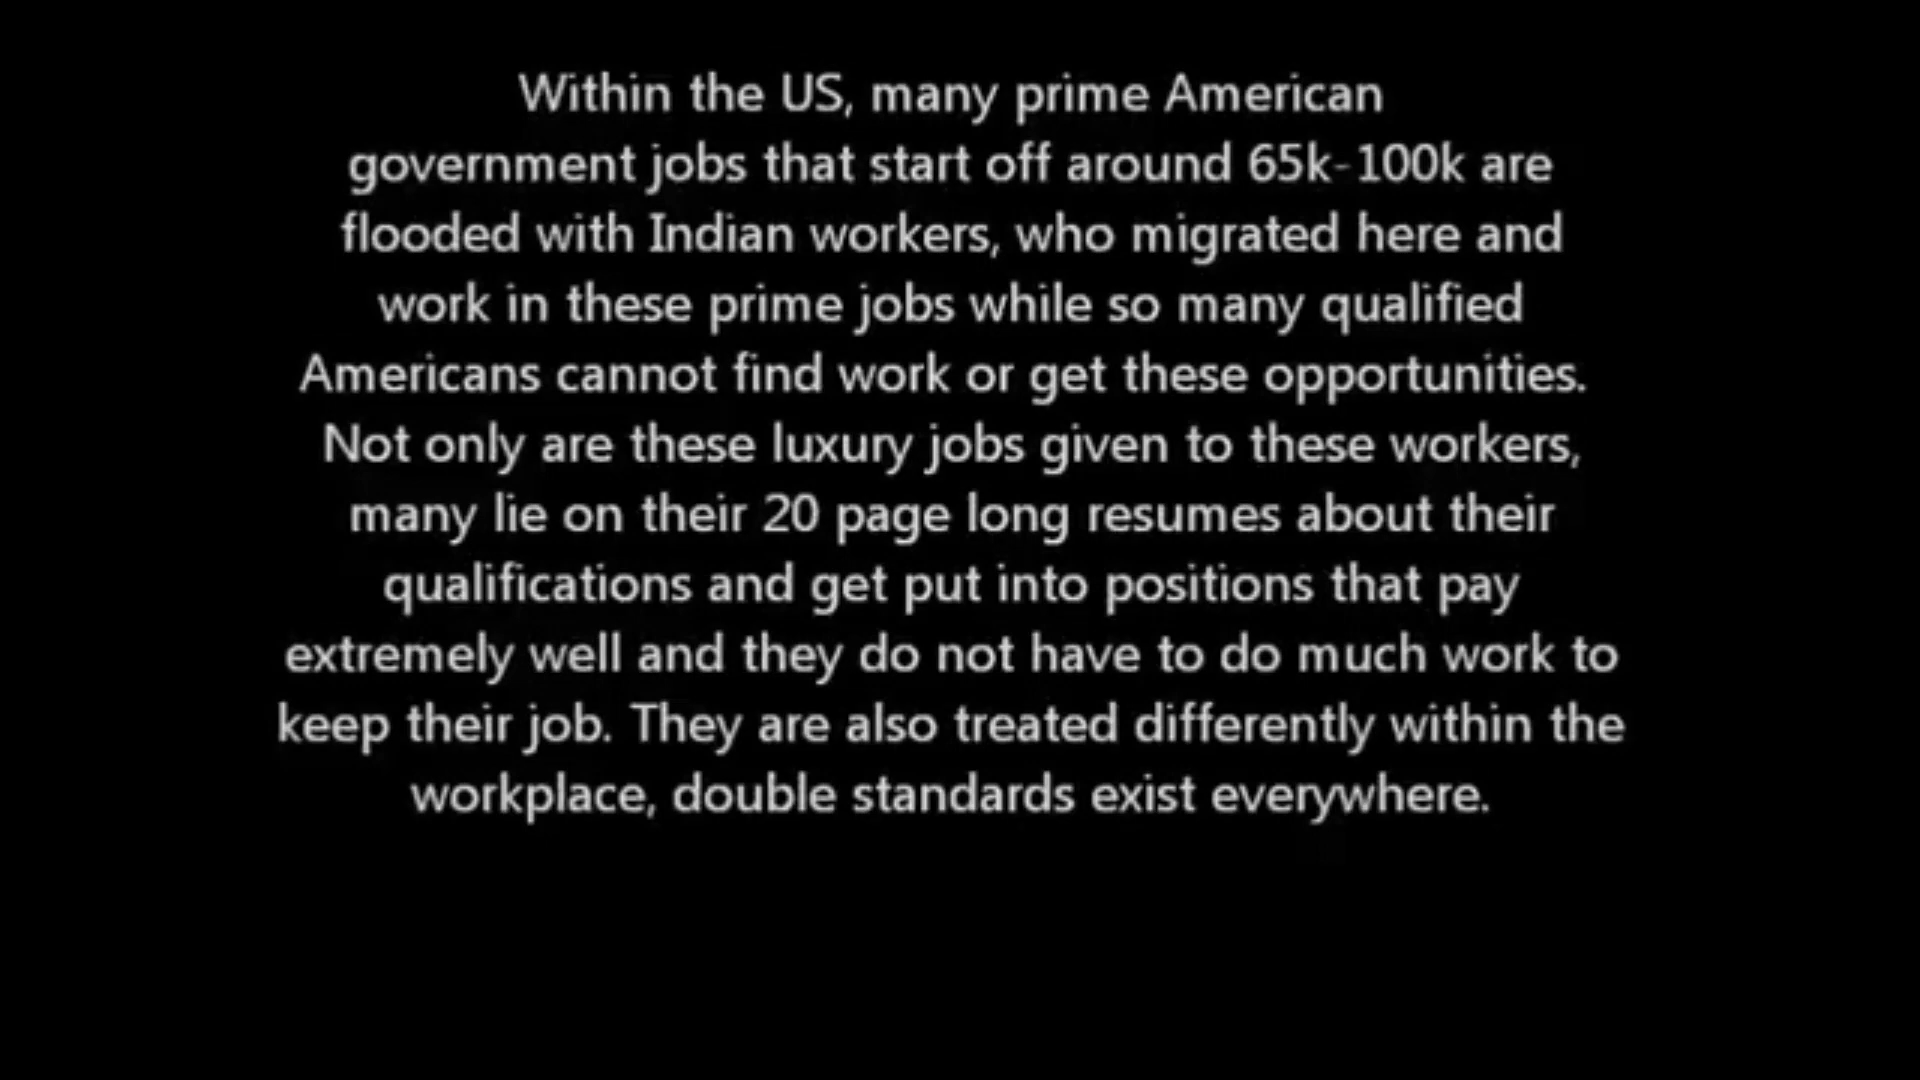 Within the US, many prime American
government jobs that start off around 65k-100k are
flooded with Indian workers, who migrated here and
work in these prime jobs while so many qualified
Americans cannot find work or get these opportunities.
Not only are these luxury jobs given to these workers,
many lie on their 20 page long resumes about their
qualifications and get put into positions that pay
extremely well and they do not have to do much work to
keep their job. They are also treated differently within the
workplace, double standards exist everywhere.